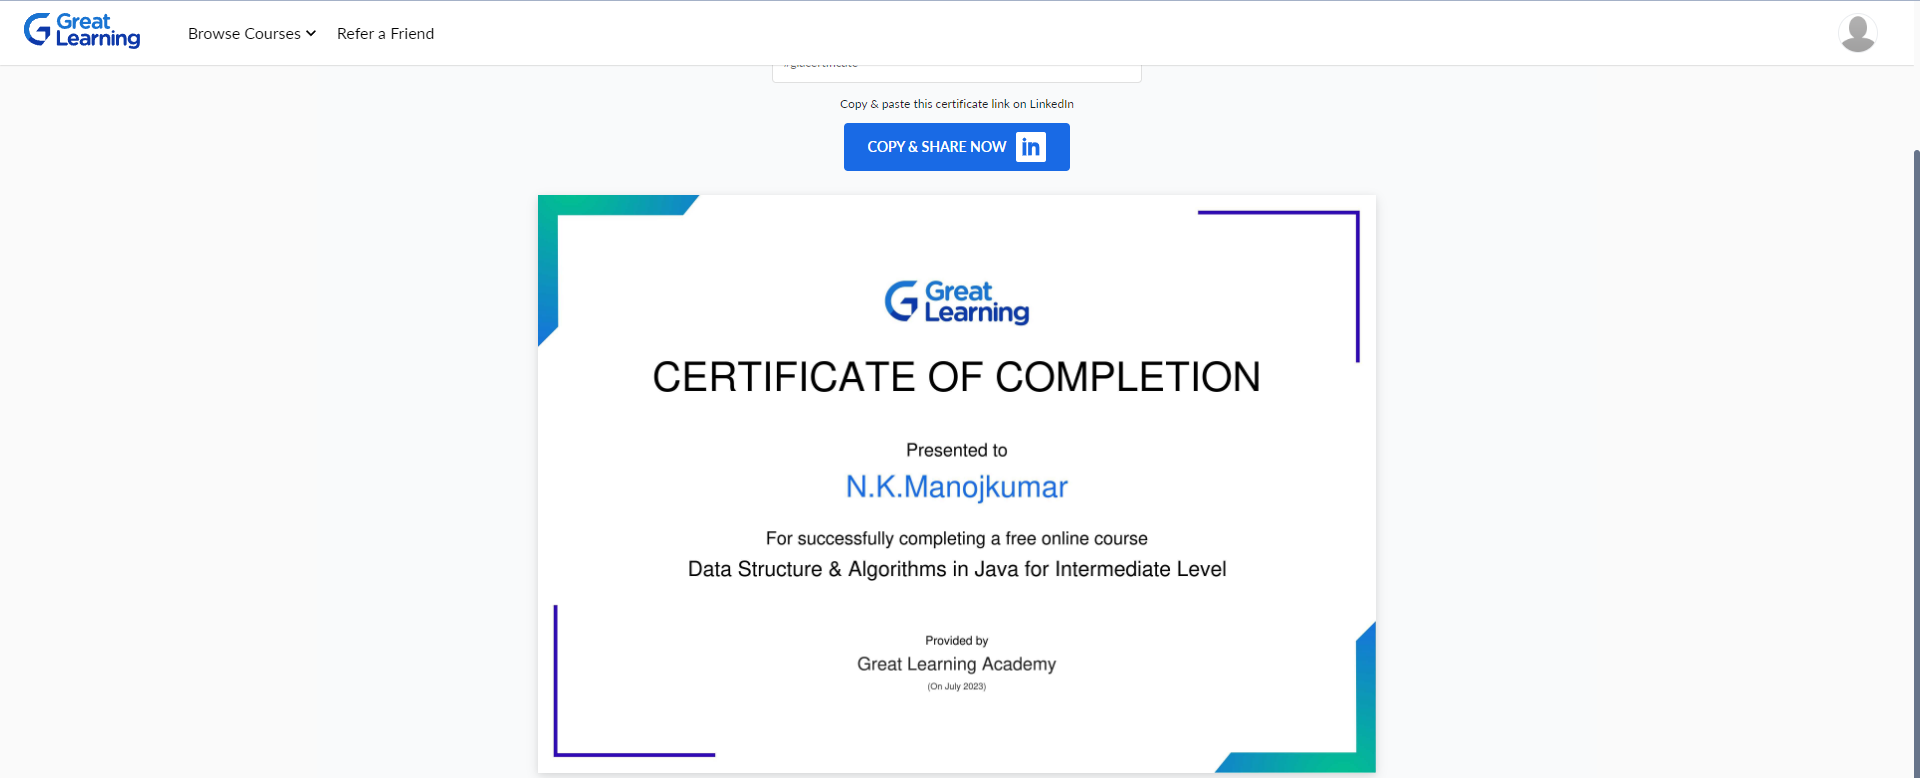 Great
Learning
Browse Courses
Refer a Friend
#glacertificate
Copy & paste this certificate link on LinkedIn
COPY & SHARE NOW in
Great
Learning
CERTIFICATE OF COMPLETION
Presented to
N.K.Manojkumar
For successfully completing a free online course
Data Structure & Algorithms in Java for Intermediate Level
Provided by
Great Learning Academy
(On July 2023)